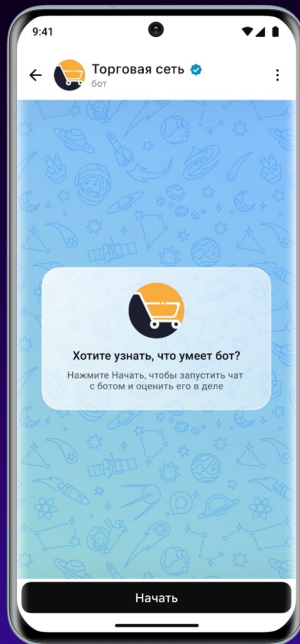 9:41
Торговая сеть
бот
Хотите узнать, что умеет бот?
Нажмите Начать, чтобы запустить чат
с ботом и оценить его в деле
Начать